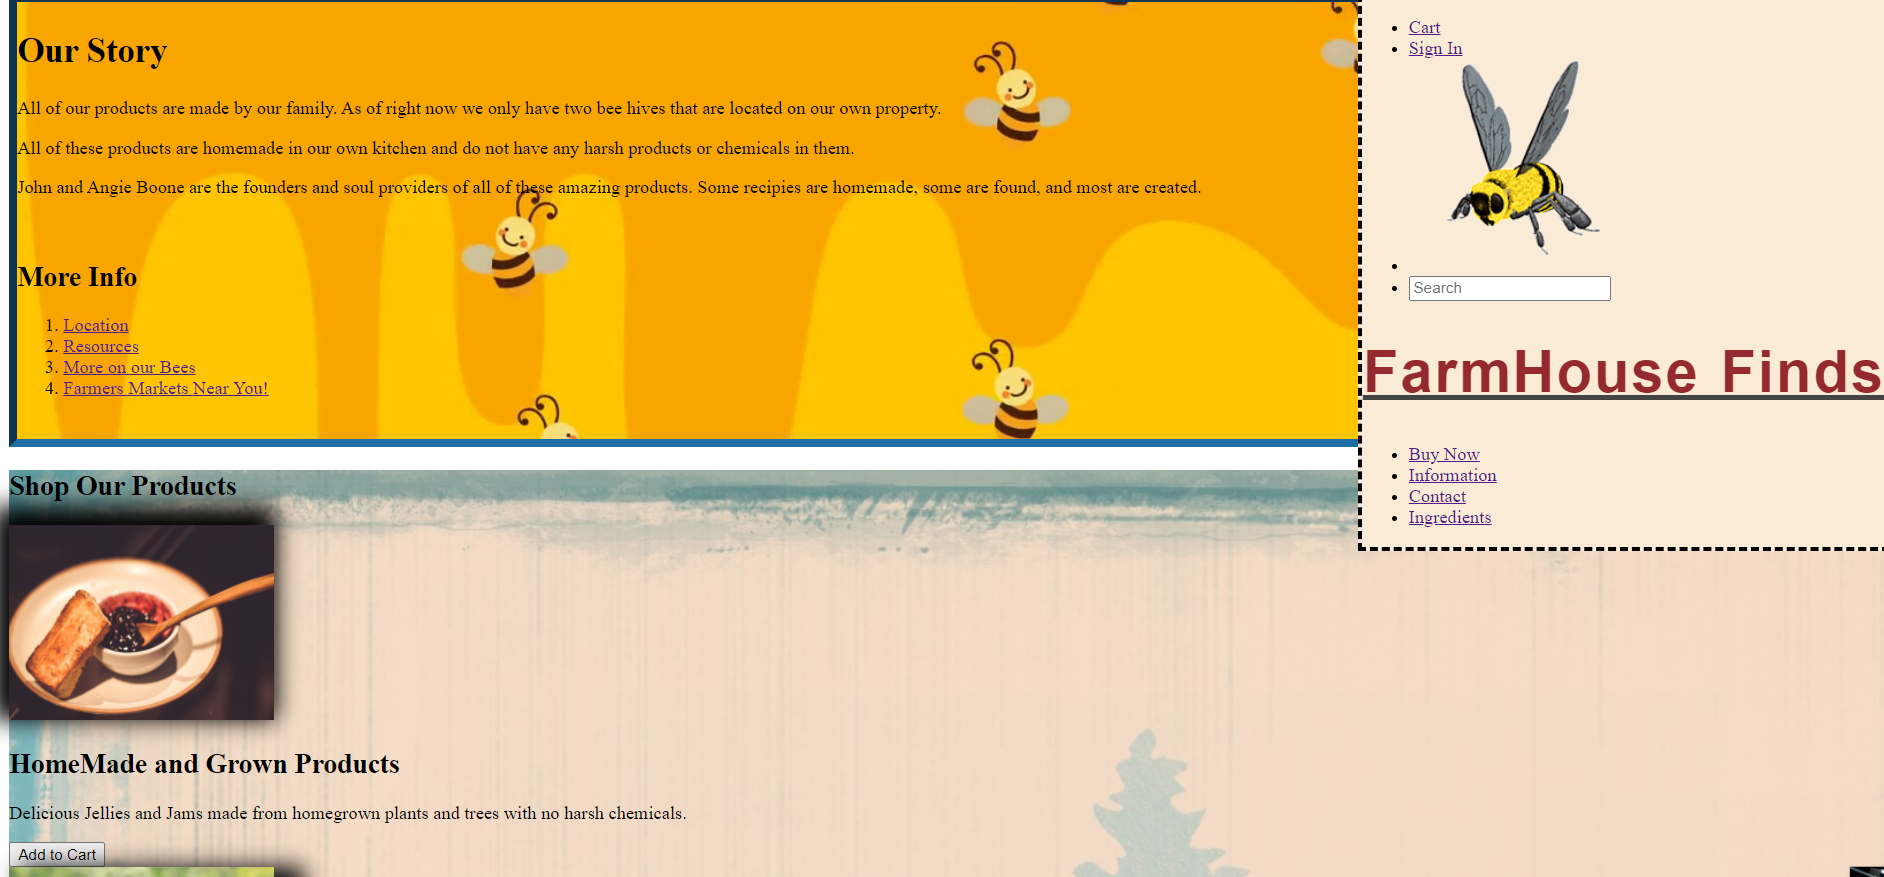 Our Story
All of our products are made by our family. As of right now we only have two bee hives that are located on our own property.
All of these products are homemade in our own kitchen and do not have any harsh products or chemicals in them.
John and Angie Boone are the founders and soul providers of all of these amazing products. Some recipies are homemade, some are found, and most are created.
More Info
1. Location
2. Resources
3. More on our Bees
4. Farmers Markets Near You!
Cart
Sign In
Search
FarmHouse Finds
Buy Now
Information
Contact
Ingredients
Shop Our Products
HomeMade and Grown Products
Delicious Jellies and Jams made from homegrown plants and trees with no harsh chemicals.
Add to Cart